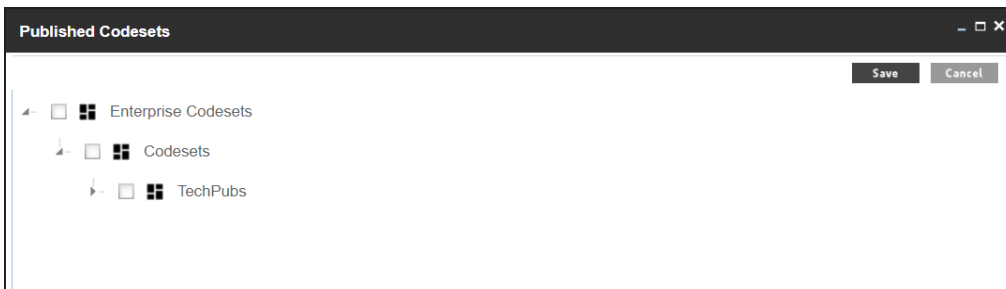 Published Codesets
Save Cancel
Enterprise Codesets
Codesets
TechPubs